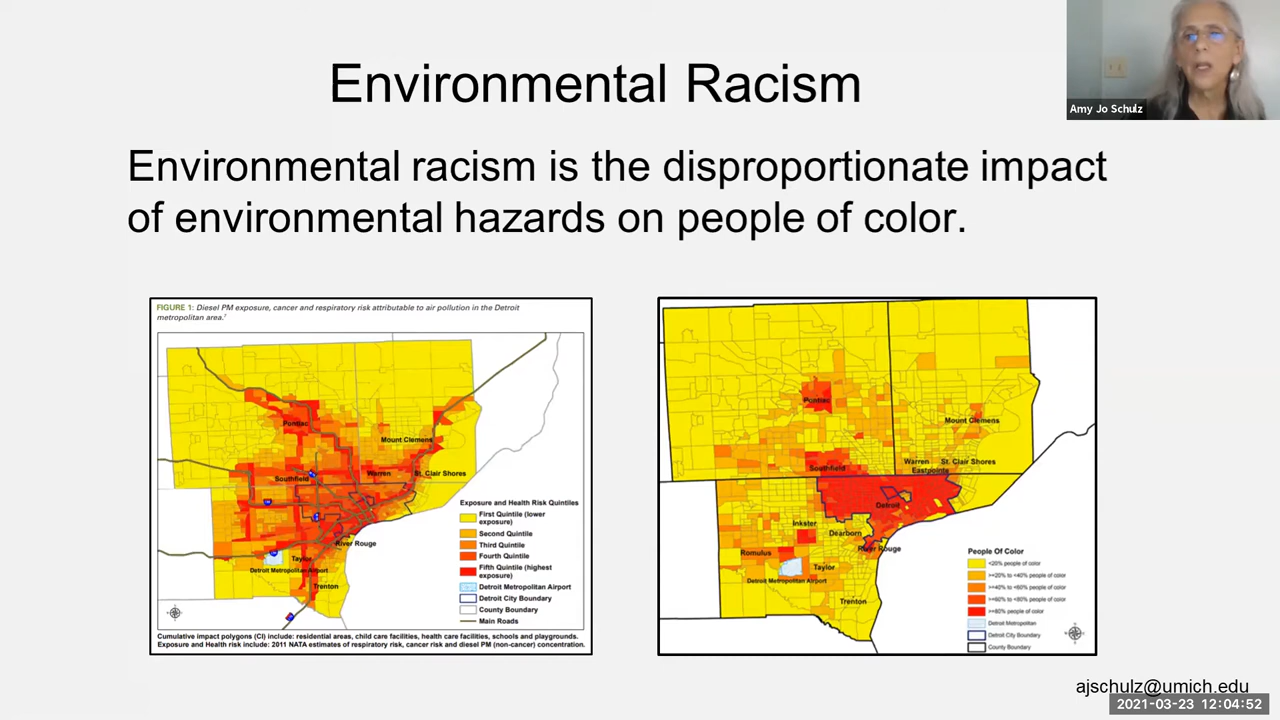 Environmental Racism
Amy Jo Schulz
Environmental racism is the disproportionate impact
of environmental hazards on people of color.
FIGURE 1: Diesel PM exposure, cancer and respiratory risk attributable to air pollution in the Detroit
metropolitan area.⁷
Pontiac
Mount Clemens
Warren
St. Clair Shores
Southfield
River Rouge
Taylor
Detroit Metropolitan Airport
Trenton
Exposure and Health Risk Quintiles
First Quintile (lower
exposure)
Second Quintile
Third Quintile
Fourth Quintile
Fifth Quintile (highest
exposure)
Detroit Metropolitan Airport
Detroit City Boundary
County Boundary
Main Roads
Cumulative impact polygons (CI) include: residential areas, child care facilities, health care facilities, schools and playgrounds.
Exposure and Health risk include: 2011 NATA estimates of respiratory risk, cancer risk and diesel PM (non-cancer) concentration.
Pontiac
Mount Clemens
Southfield
Warren
St. Clair Shores
Eastpointe
Detroit
Inkster
Dearborn
River Rouge
Romulus
Taylor
Detroit Metropolitan Airport
Trenton
People Of Color
<20% people of color
>=20% to <40% people of color
>=40% to <60% people of color
>=60% to <80% people of color
>=80% people of color
Detroit Metropolitan
Detroit City Boundary
County Boundary
ajschulz@umich.edu
2021-03-23 12:04:52